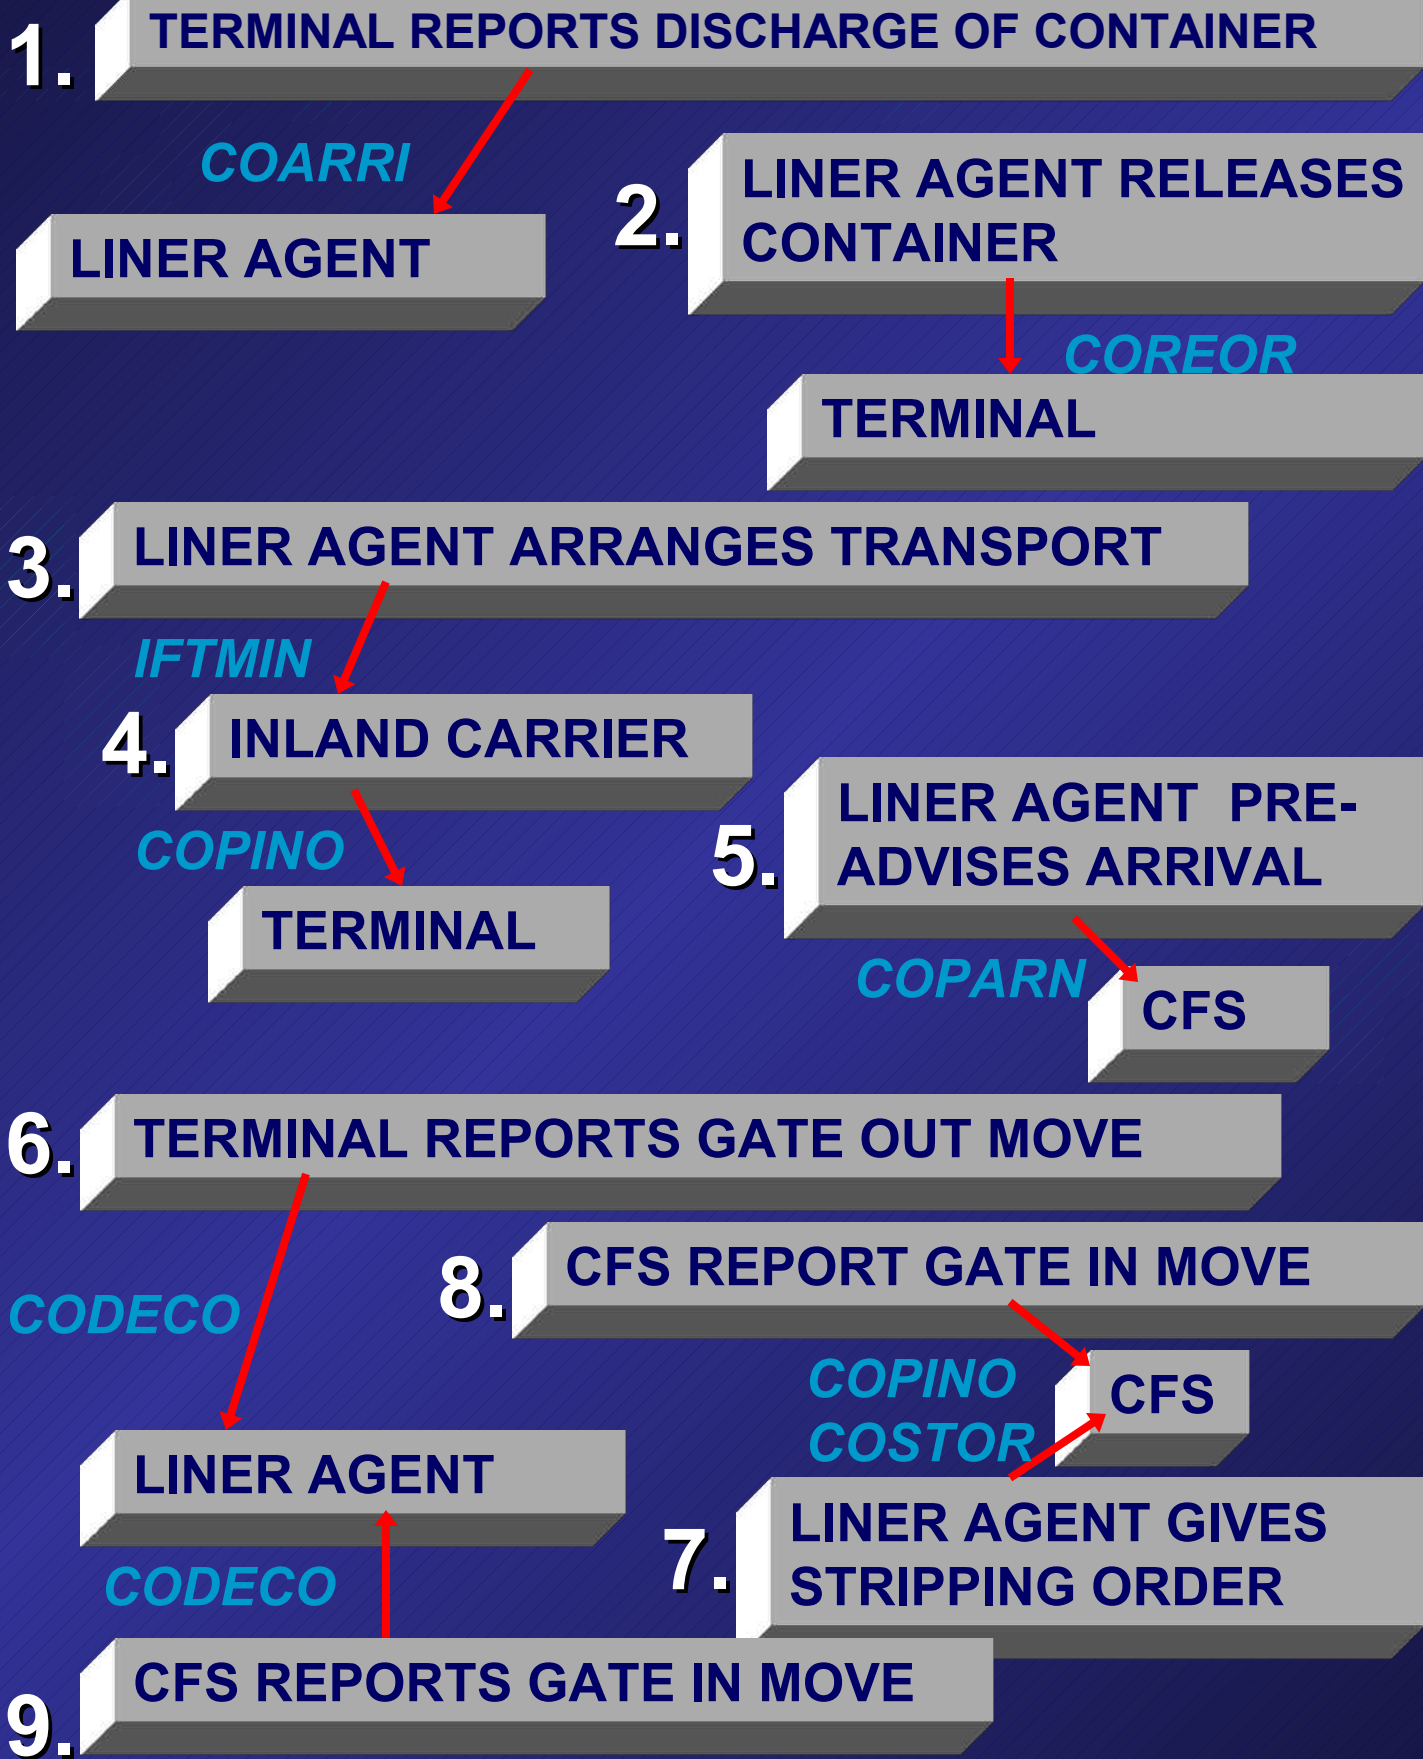 1. TERMINAL REPORTS DISCHARGE OF CONTAINER
COARRI
LINER AGENT
2. LINER AGENT RELEASES
CONTAINER
COREOR
TERMINAL
3. LINER AGENT ARRANGES TRANSPORT
IFTMIN
4. INLAND CARRIER
COPINO
TERMINAL
5. LINER AGENT PRE-
ADVISES ARRIVAL
COPARN
CFS
6. TERMINAL REPORTS GATE OUT MOVE
CODECO
LINER AGENT
8. CFS REPORT GATE IN MOVE
COPINO
CFS
COSTOR
7. LINER AGENT GIVES
STRIPPING ORDER
CODECO
9. CFS REPORTS GATE IN MOVE